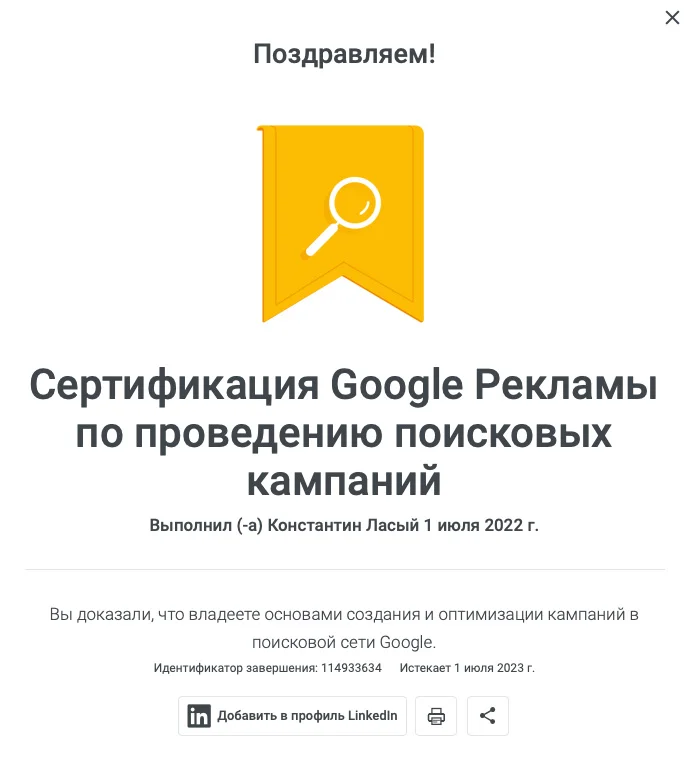 Поздравляем!
Сертификация Google Рекламы
по проведению поисковых
кампаний
Выполнил (-а) Константин Ласый 1 июля 2022 г.
Вы доказали, что владеете основами создания и оптимизации кампаний в
поисковой сети Google.
Идентификатор завершения: 114933634 Истекает 1 июля 2023 г.
in Добавить в профиль LinkedIn